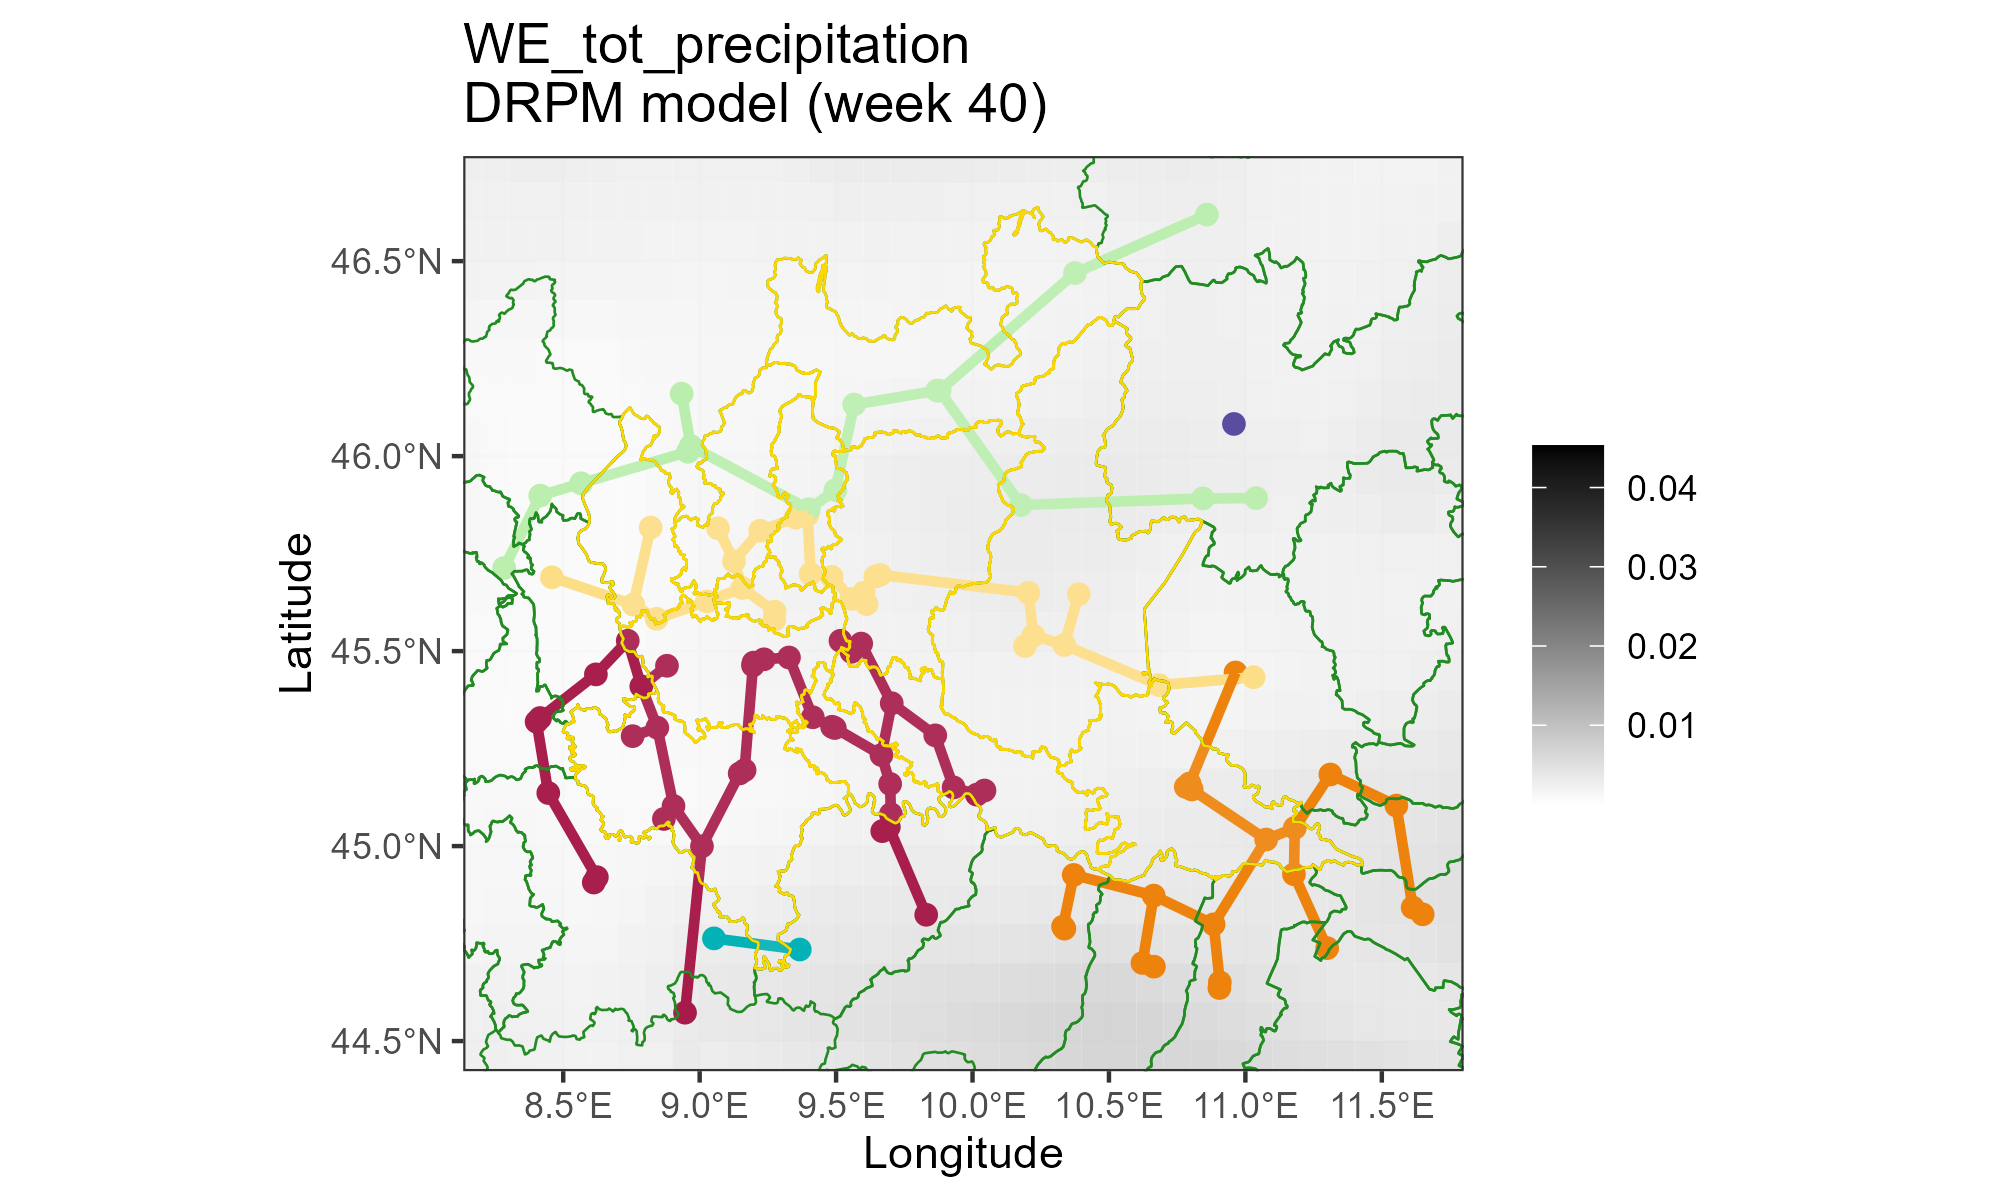 WE_tot_precipitation
DRPM model (week 40)
46.5°N
46.0°N
45.5°N
45.0°N
44.5°N
Latitude
8.5°E 9.0°E 9.5°E 10.0°E 10.5°E 11.0°E 11.5°E
Longitude
0.04
0.03
0.02
0.01